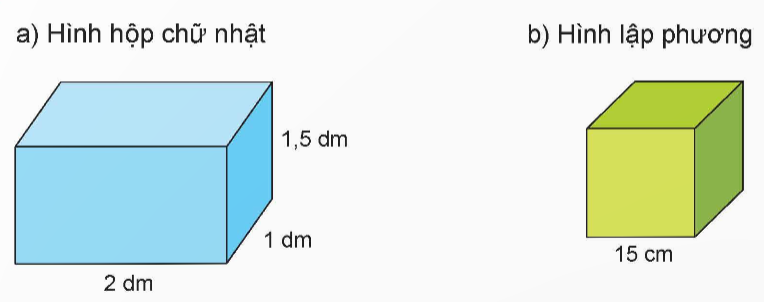 a) Hình hộp chữ nhật
b) Hình lập phương
1,5 dm
1 dm
2 dm
15 cm